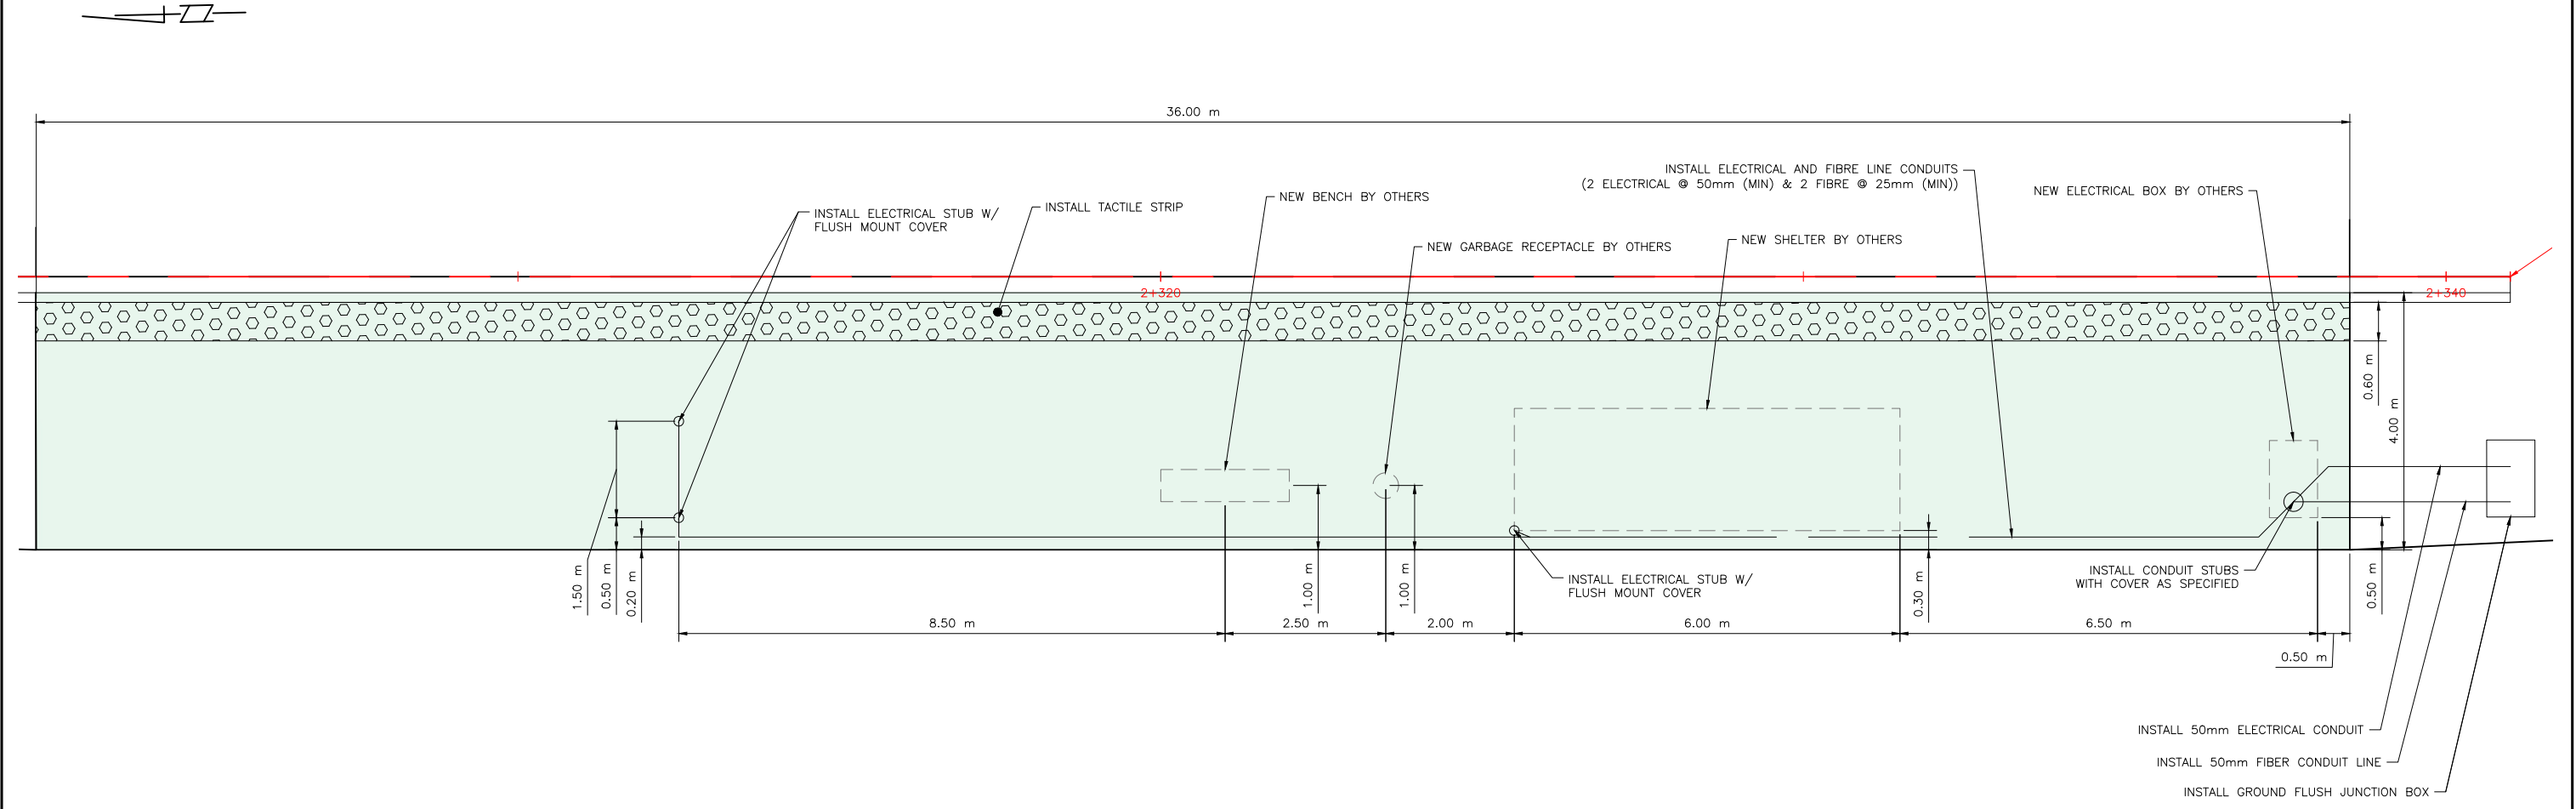 N
36.00 m
INSTALL ELECTRICAL AND FIBRE LINE CONDUITS
(2 ELECTRICAL @ 50mm (MIN) & 2 FIBRE @ 25mm (MIN))
NEW ELECTRICAL BOX BY OTHERS
NEW BENCH BY OTHERS
INSTALL TACTILE STRIP
INSTALL ELECTRICAL STUB W/
FLUSH MOUNT COVER
NEW GARBAGE RECEPTACLE BY OTHERS
NEW SHELTER BY OTHERS
2+320
2+340
0.60 m
4.00 m
1.50 m
0.50 m
0.20 m
1.00 m
1.00 m
INSTALL ELECTRICAL STUB W/
FLUSH MOUNT COVER
0.30 m
INSTALL CONDUIT STUBS
WITH COVER AS SPECIFIED
0.50 m
8.50 m
2.50 m
2.00 m
6.00 m
6.50 m
0.50 m
INSTALL 50mm ELECTRICAL CONDUIT
INSTALL 50mm FIBER CONDUIT LINE
INSTALL GROUND FLUSH JUNCTION BOX